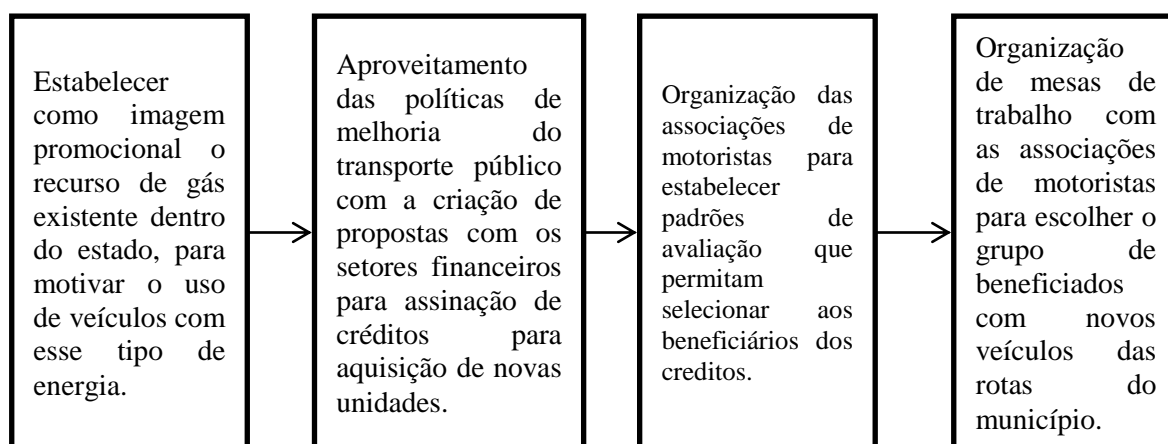 Estabelecer
como imagem
promocional o
recurso de gás
existente dentro
do estado, para
motivar o uso
de veículos com
esse tipo de
energia.
Aproveitamento
das políticas de
melhoria do
transporte público
com a criação de
propostas com os
setores financeiros
para assinação de
créditos para
aquisição de novas
unidades.
Organização das
associações de
motoristas para
estabelecer
padrões de
avaliação que
permitam
selecionar aos
beneficiários dos
creditos.
Organização
de mesas de
trabalho com
as associações
de motoristas
para escolher o
grupo de
beneficiados
com novos
veículos das
rotas do
município.